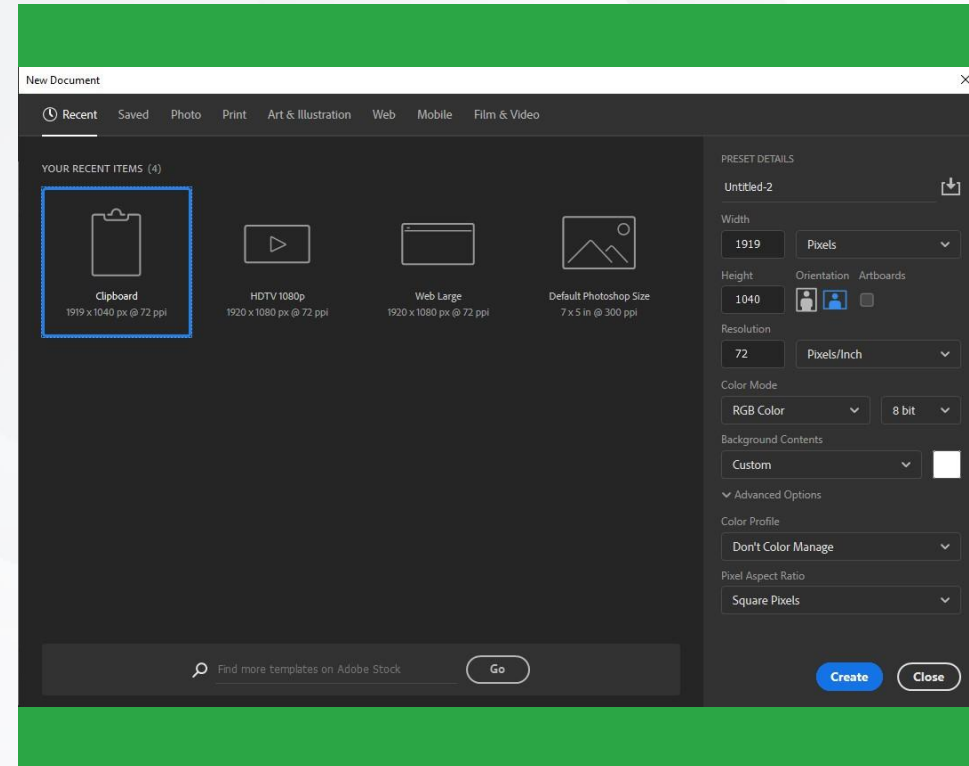 New Document
Recent Saved Photo Print Art & Illustration Web Mobile Film & Video
YOUR RECENT ITEMS (4)
Clipboard
1919 x 1040 px @ 72 ppi
HDTV 1080p
1920 x 1080 px @ 72 ppi
Web Large
1920 x 1080 px @ 72 ppi
Default Photoshop Size
7 x 5 in @ 300 ppi
Find more templates on Adobe Stock Go
PRESET DETAILS
Untitled-2
Width
1919 Pixels
Height Orientation Artboards
1040
Resolution
72 Pixels/Inch
Color Mode
RGB Color 8 bit
Background Contents
Custom
Advanced Options
Color Profile
Don't Color Manage
Pixel Aspect Ratio
Square Pixels
Create Close